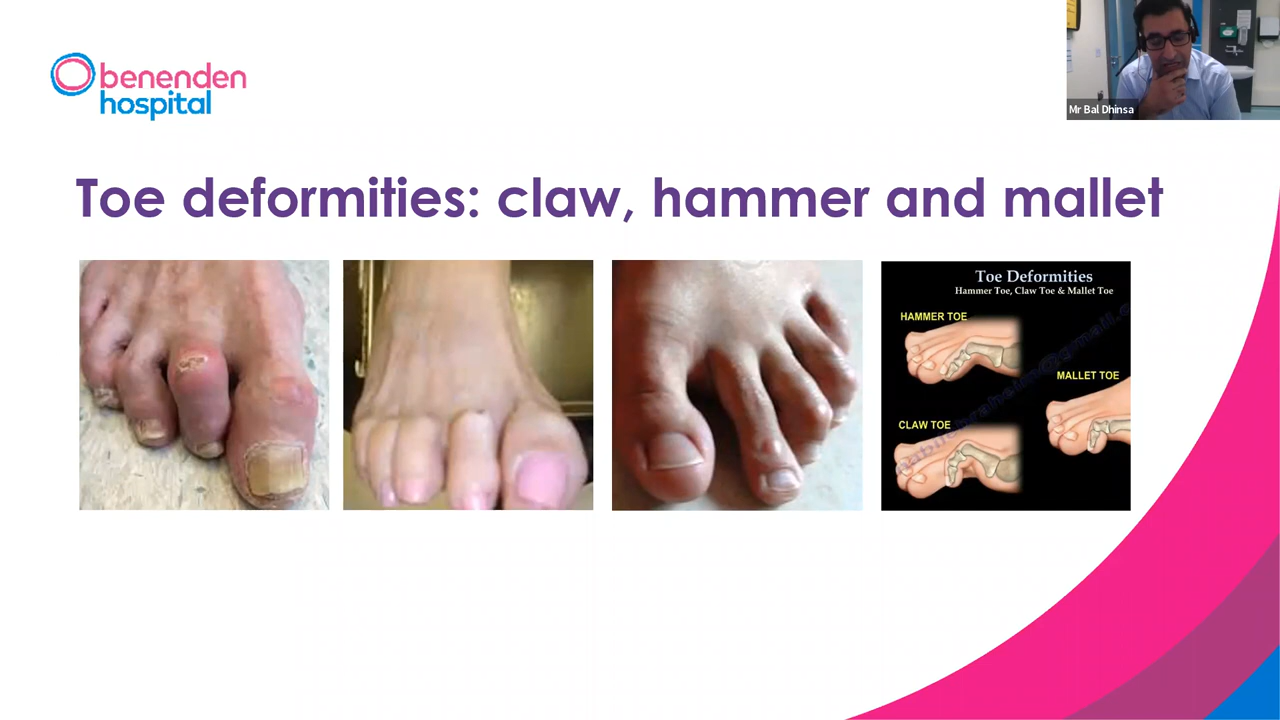 benenden
hospital
Mr Bal Dhinsa
Toe deformities: claw, hammer and mallet
Toe Deformities
Hammer Toe, Claw Toe & Mallet Toe
HAMMER TOE
MALLET TOE
CLAW TOE